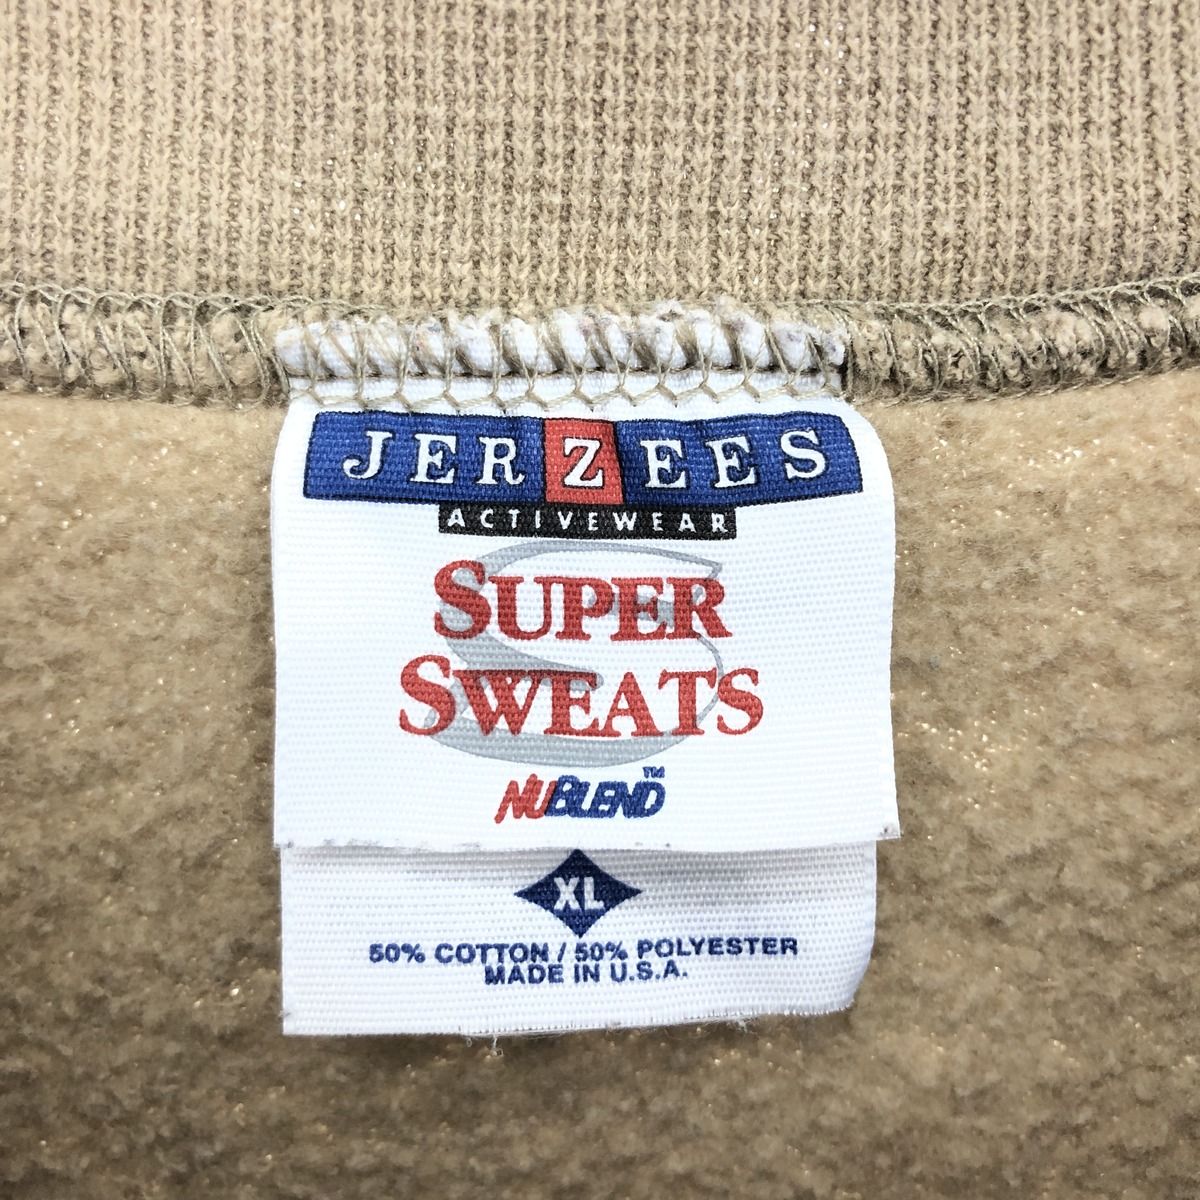 JERZEES
ACTIVEWEAR
SUPER
SWEATS
NUBLEND™
XL
50% COTTON / 50% POLYESTER
MADE IN U.S.A.